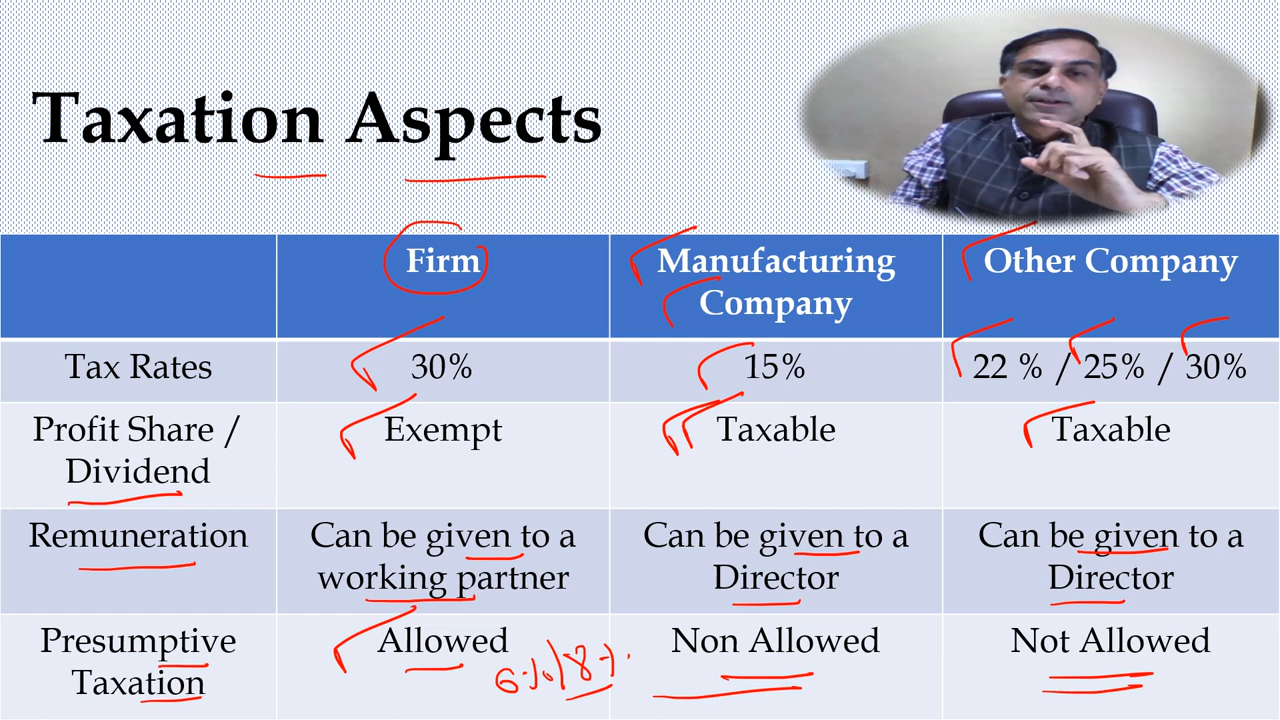 Taxation Aspects
Firm
Manufacturing
Company
Other Company
Tax Rates
30%
15%
22 % / 25% / 30%
Profit Share /
Dividend
Exempt
Taxable
Taxable
Remuneration
Can be given to a
working partner
Can be given to a
Director
Can be given to a
Director
Presumptive
Taxation
Allowed
6% / 8%
Non Allowed
Not Allowed